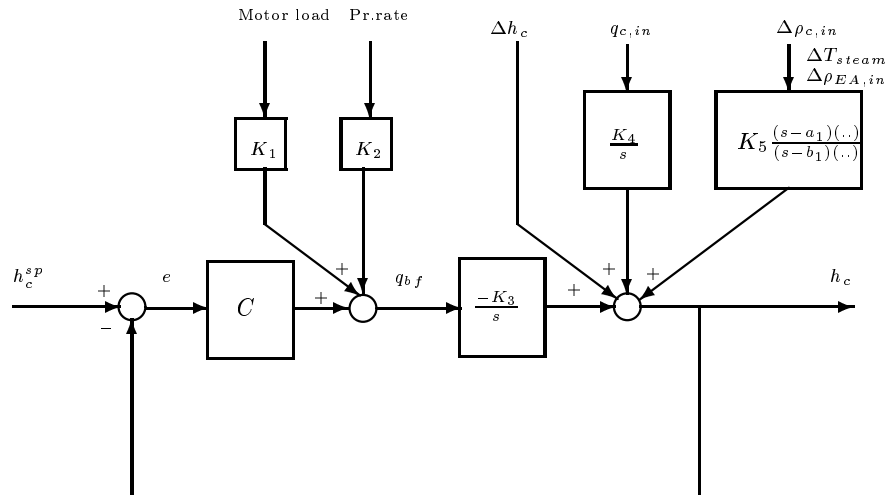 Motor load Pr.rate
Δh_c
q_{c,in}
Δρ_{c,in}
ΔT_{steam}
Δρ_{EA,in}
K_1
K_2
K_4
s
K_5 (s−a_1)(..)
(s−b_1)(..)
h_c^{sp}
+
−
e
C
+
+
q_{bf}
−K_3
s
+
+
+
h_c